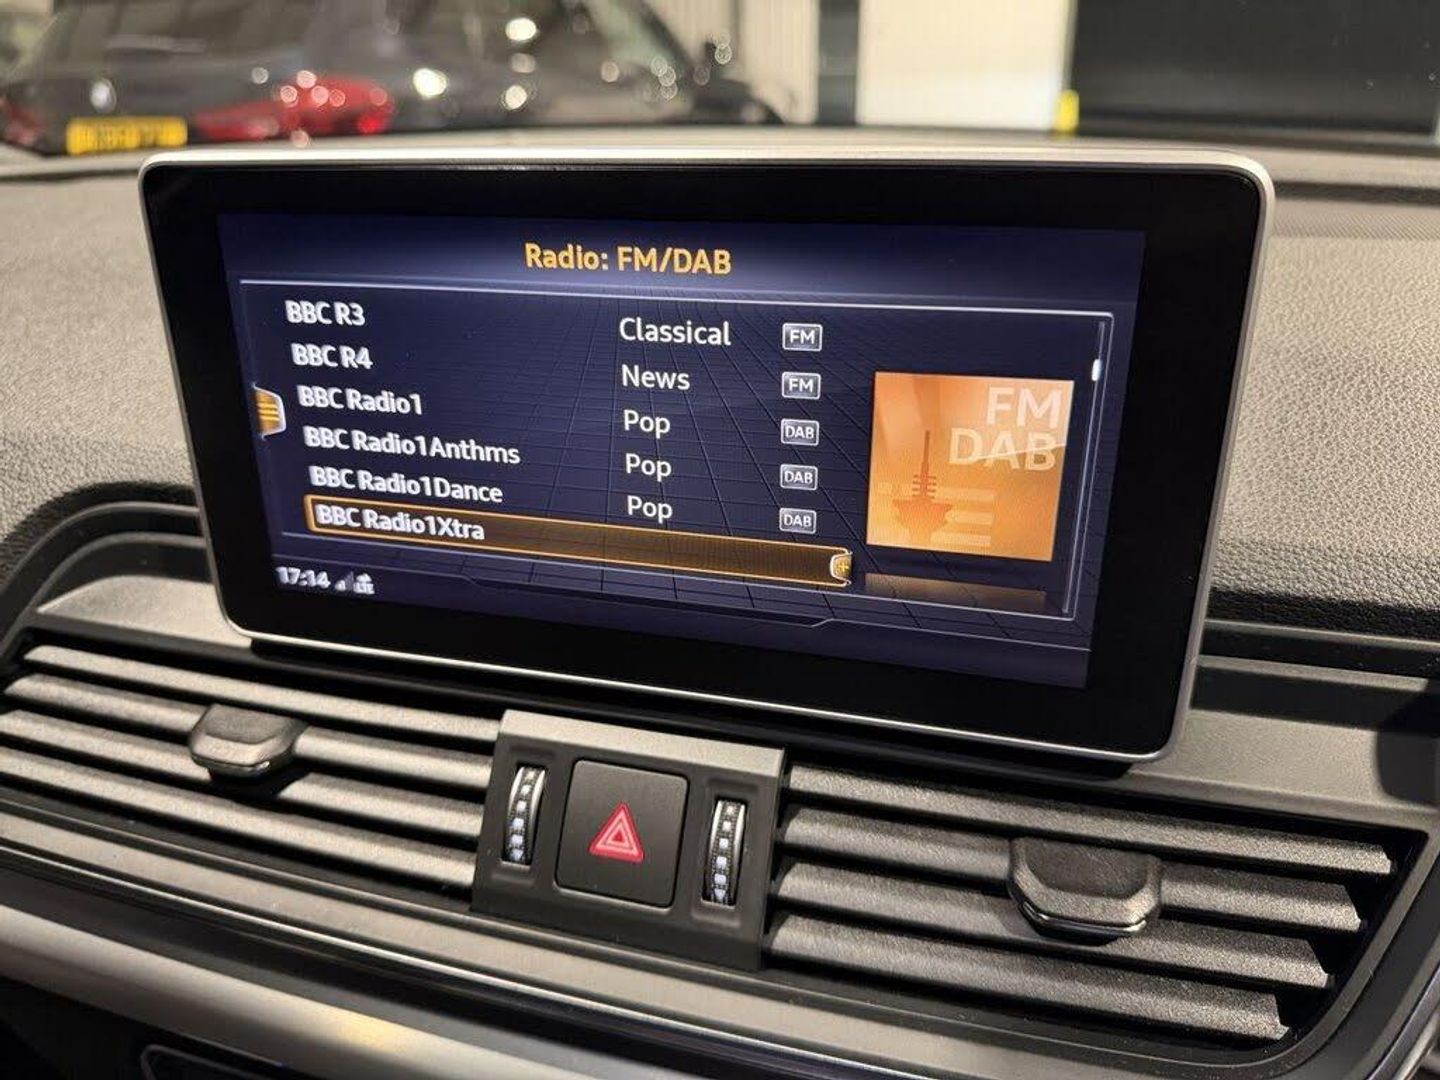 Radio: FM/DAB
BBC R3 Classical FM
BBC R4 News FM
BBC Radio1 Pop DAB
BBC Radio1Anthms Pop DAB
BBC Radio1Dance Pop DAB
BBC Radio1Xtra
FM
DAB
17:14